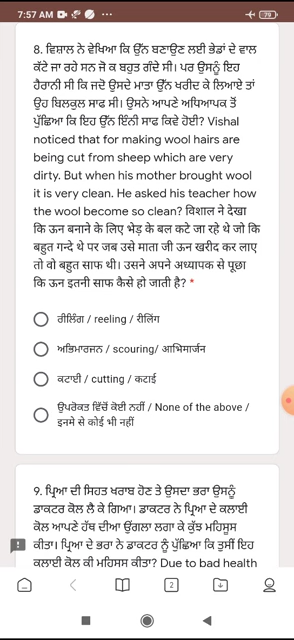 7:57 AM
79
8. ਵਿਸ਼ਾਲ ਨੇ ਵੇਖਿਆ ਕਿ ਉੱਨ ਬਣਾਉਣ ਲਈ ਭੇਡਾਂ ਦੇ ਵਾਲ
ਕੱਟੇ ਜਾ ਰਹੇ ਸਨ ਜੋ ਕ ਬਹੁਤ ਗੰਦੇ ਸੀ। ਪਰ ਉਸਨੂੰ ਇਹ
ਹੈਰਾਨੀ ਸੀ ਕਿ ਜਦੋ ਉਸਦੇ ਮਾਤਾ ਉੱਨ ਖਰੀਦ ਕੇ ਲਿਆਏ ਤਾਂ
ਉਹ ਬਿਲਕੁਲ ਸਾਫ ਸੀ। ਉਸਨੇ ਆਪਣੇ ਅਧਿਆਪਕ ਤੋਂ
ਪੁੱਛਿਆ ਕਿ ਇਹ ਉੱਨ ਇੰਨੀ ਸਾਫ ਕਿਵੇ ਹੋਈ? Vishal
noticed that for making wool hairs are
being cut from sheep which are very
dirty. But when his mother brought wool
it is very clean. He asked his teacher how
the wool become so clean? विशाल ने देखा
कि ऊन बनाने के लिए भेड़ के बल कटे जा रहे थे जो कि
बहुत गन्दे थे पर जब उसे माता जी ऊन खरीद कर लाए
तो वो बहुत साफ थी। उसने अपने अध्यापक से पूछा
कि ऊन इतनी साफ कैसे हो जाती है? *
ਰੀਲਿੰਗ / reeling / रीलिंग
ਅਭਿਮਾਰਜਨ / scouring/ आभिमार्जन
ਕਟਾਈ / cutting / कटाई
ਉਪਰੋਕਤ ਵਿੱਚੋਂ ਕੋਈ ਨਹੀਂ / None of the above /
इनमे से कोई भी नहीं
9. ਪ੍ਰਿਆ ਦੀ ਸਿਹਤ ਖਰਾਬ ਹੋਣ ਤੇ ਉਸਦਾ ਭਰਾ ਉਸਨੂੰ
ਡਾਕਟਰ ਕੋਲ ਲੈ ਕੇ ਗਿਆ। ਡਾਕਟਰ ਨੇ ਪ੍ਰਿਆ ਦੇ ਕਲਾਈ
ਕੋਲ ਆਪਣੇ ਹੱਥ ਦੀਆ ਉਂਗਲਾ ਲਗਾ ਕੇ ਕੁੱਝ ਮਹਿਸੂਸ
ਕੀਤਾ। ਪ੍ਰਿਆ ਦੇ ਭਰਾ ਨੇ ਡਾਕਟਰ ਨੂੰ ਪੁੱਛਿਆ ਕਿ ਤੁਸੀਂ ਇਹ
ਕਲਾਈ ਕੋਲ ਕੀ ਮਹਿਸਸ ਕੀਤਾ? Due to bad health
2